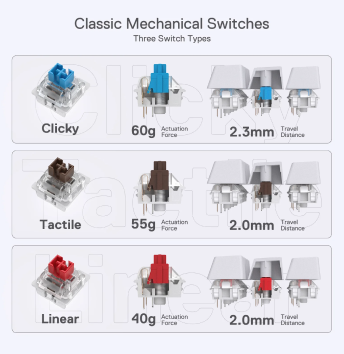 Classic Mechanical Switches
Three Switch Types
Clicky
Clicky
60g Actuation Force
2.3mm Travel Distance
Tactile
Tactile
55g Actuation Force
2.0mm Travel Distance
Linear
Linear
40g Actuation Force
2.0mm Travel Distance